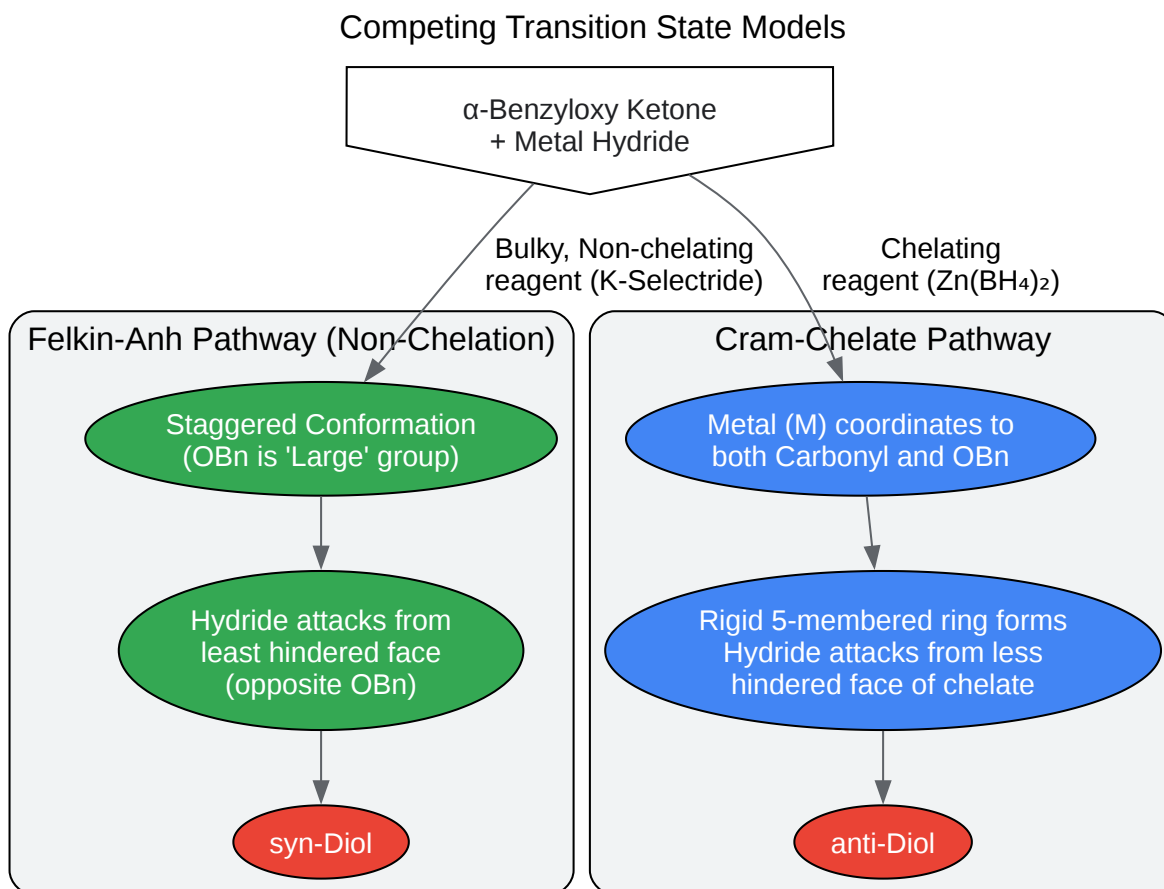 Competing Transition State Models
α-Benzyloxy Ketone
+ Metal Hydride
Bulky, Non-chelating
reagent (K-Selectride)
Chelating
reagent (Zn(BH₄)₂)
Felkin-Anh Pathway (Non-Chelation)
Staggered Conformation
(OBn is 'Large' group)
Hydride attacks from
least hindered face
(opposite OBn)
syn-Diol
Cram-Chelate Pathway
Metal (M) coordinates to
both Carbonyl and OBn
Rigid 5-membered ring forms
Hydride attacks from less
hindered face of chelate
anti-Diol